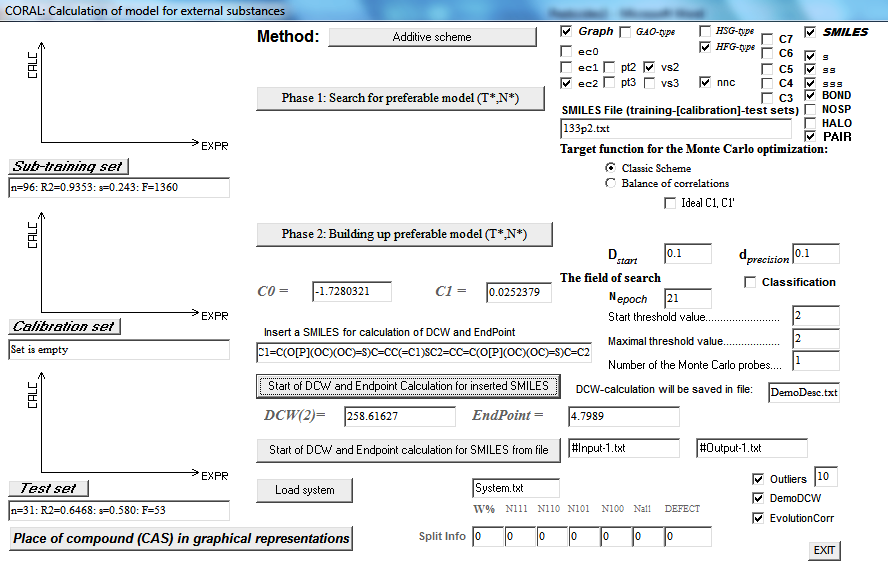 CORAL: Calculation of model for external substances
CALC
EXPR
Sub-training set
n=96: R2=0.9353: s=0.243: F=1360
CALC
EXPR
Calibration set
Set is empty
CALC
EXPR
Test set
n=31: R2=0.6468: s=0.580: F=53
Place of compound (CAS) in graphical representations
Method:
Additive scheme
Phase 1: Search for preferable model (T*,N*)
Phase 2: Building up preferable model (T*,N*)
C0 = -1.7280321 C1 = 0.0252379
Insert a SMILES for calculation of DCW and EndPoint
C1=C(O[P](OC)(OC)=S)C=CC(=C1)SC2=CC=C(O[P](OC)(OC)=S)C=C2
Start of DCW and Endpoint Calculation for inserted SMILES
DCW(2)= 258.61627 EndPoint = 4.7989
Start of DCW and Endpoint calculation for SMILES from file
#Input-1.txt
#Output-1.txt
Load system
System.txt
W% N111 N110 N101 N100 Nall DEFECT
Split Info 0 0 0 0 0 0 0
Graph GAO-type HSG-type C7 SMILES
ec0 HFG-type C6 s
ec1 pt2 vs2 C5 ss
ec2 pt3 vs3 nnc C4 sss
C3 BOND
SMILES File (training-[calibration]-test sets) NOSP
133p2.txt HALO
PAIR
Target function for the Monte Carlo optimization:
Classic Scheme
Balance of correlations
Ideal C1, C1'
Dstart 0.1 dprecision 0.1
The field of search
Classification
Nepoch 21
Start threshold value........................ 2
Maximal threshold value...................... 2
Number of the Monte Carlo probes.... 1
DCW-calculation will be saved in file: DemoDesc.txt
Outliers 10
DemoDCW
EvolutionCorr
EXIT